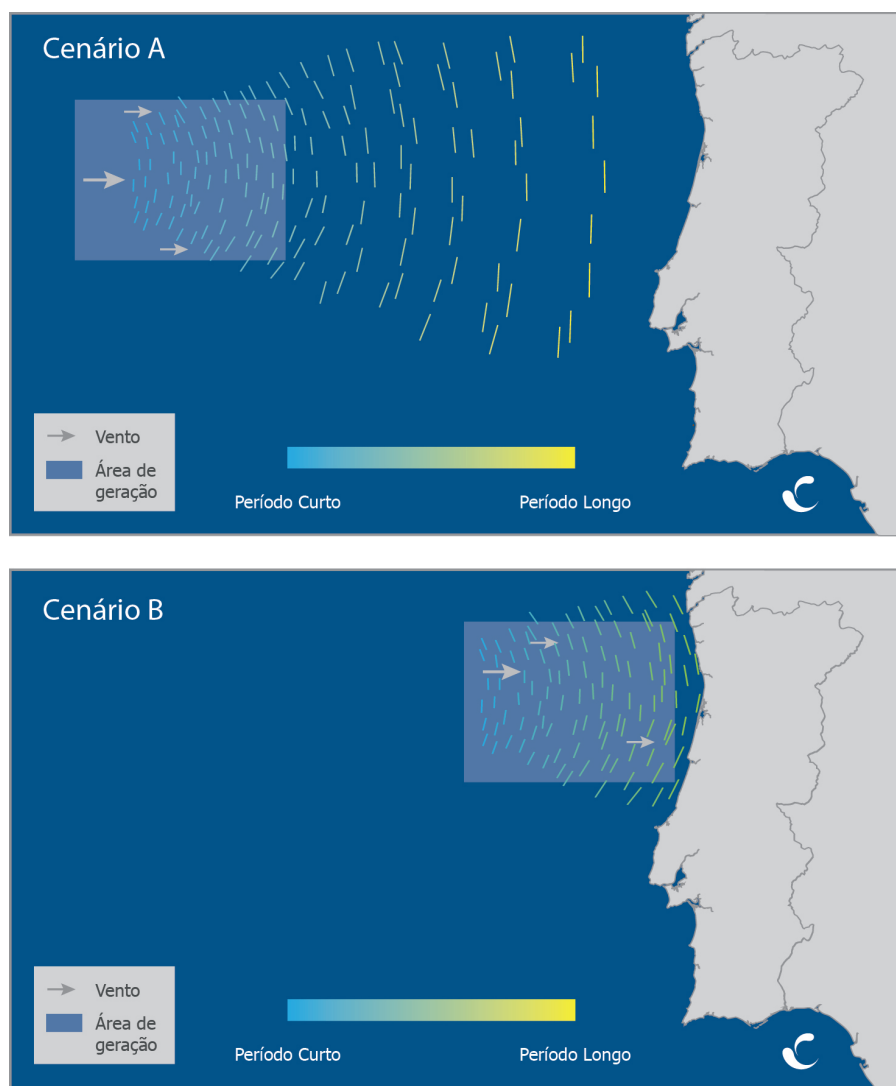 Cenário A
Vento
Área de
geração
Período Curto
Período Longo
Cenário B
Vento
Área de
geração
Período Curto
Período Longo